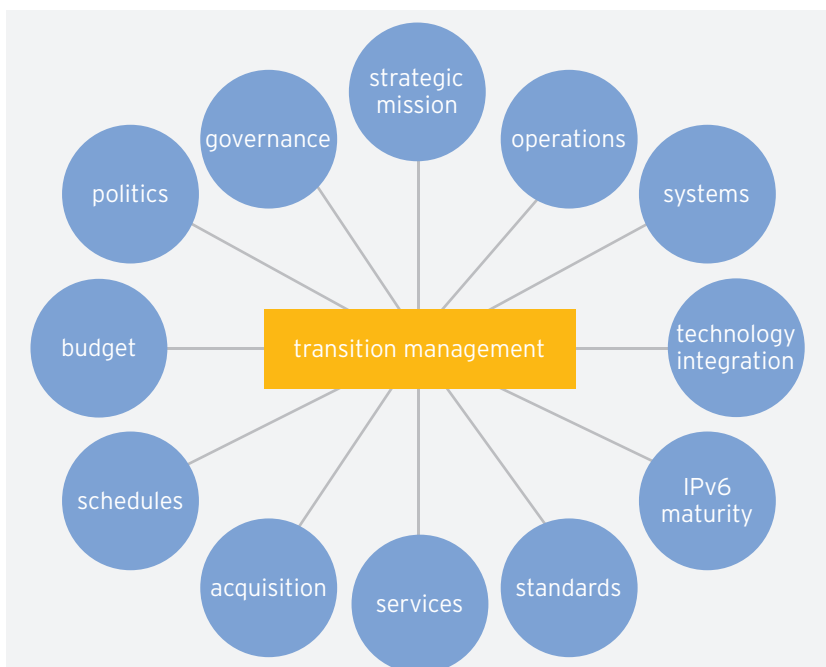 strategic
mission
governance
operations
politics
systems
budget
transition management
technology
integration
schedules
IPv6
maturity
acquisition
services
standards